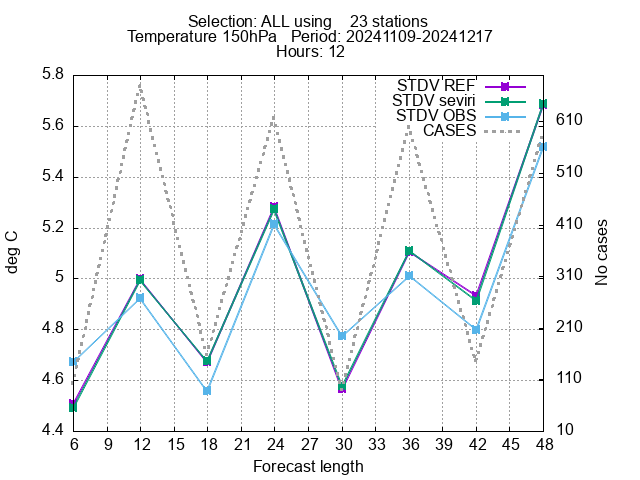 Selection: ALL using    23 stations
Temperature 150hPa   Period: 20241109-20241217
Hours: 12
STDV REF
STDV seviri
STDV OBS
CASES
5.8
5.6
5.4
5.2
5
4.8
4.6
4.4
deg C
610
510
410
310
210
110
10
No cases
6 9 12 15 18 21 24 27 30 33 36 39 42 45 48
Forecast length